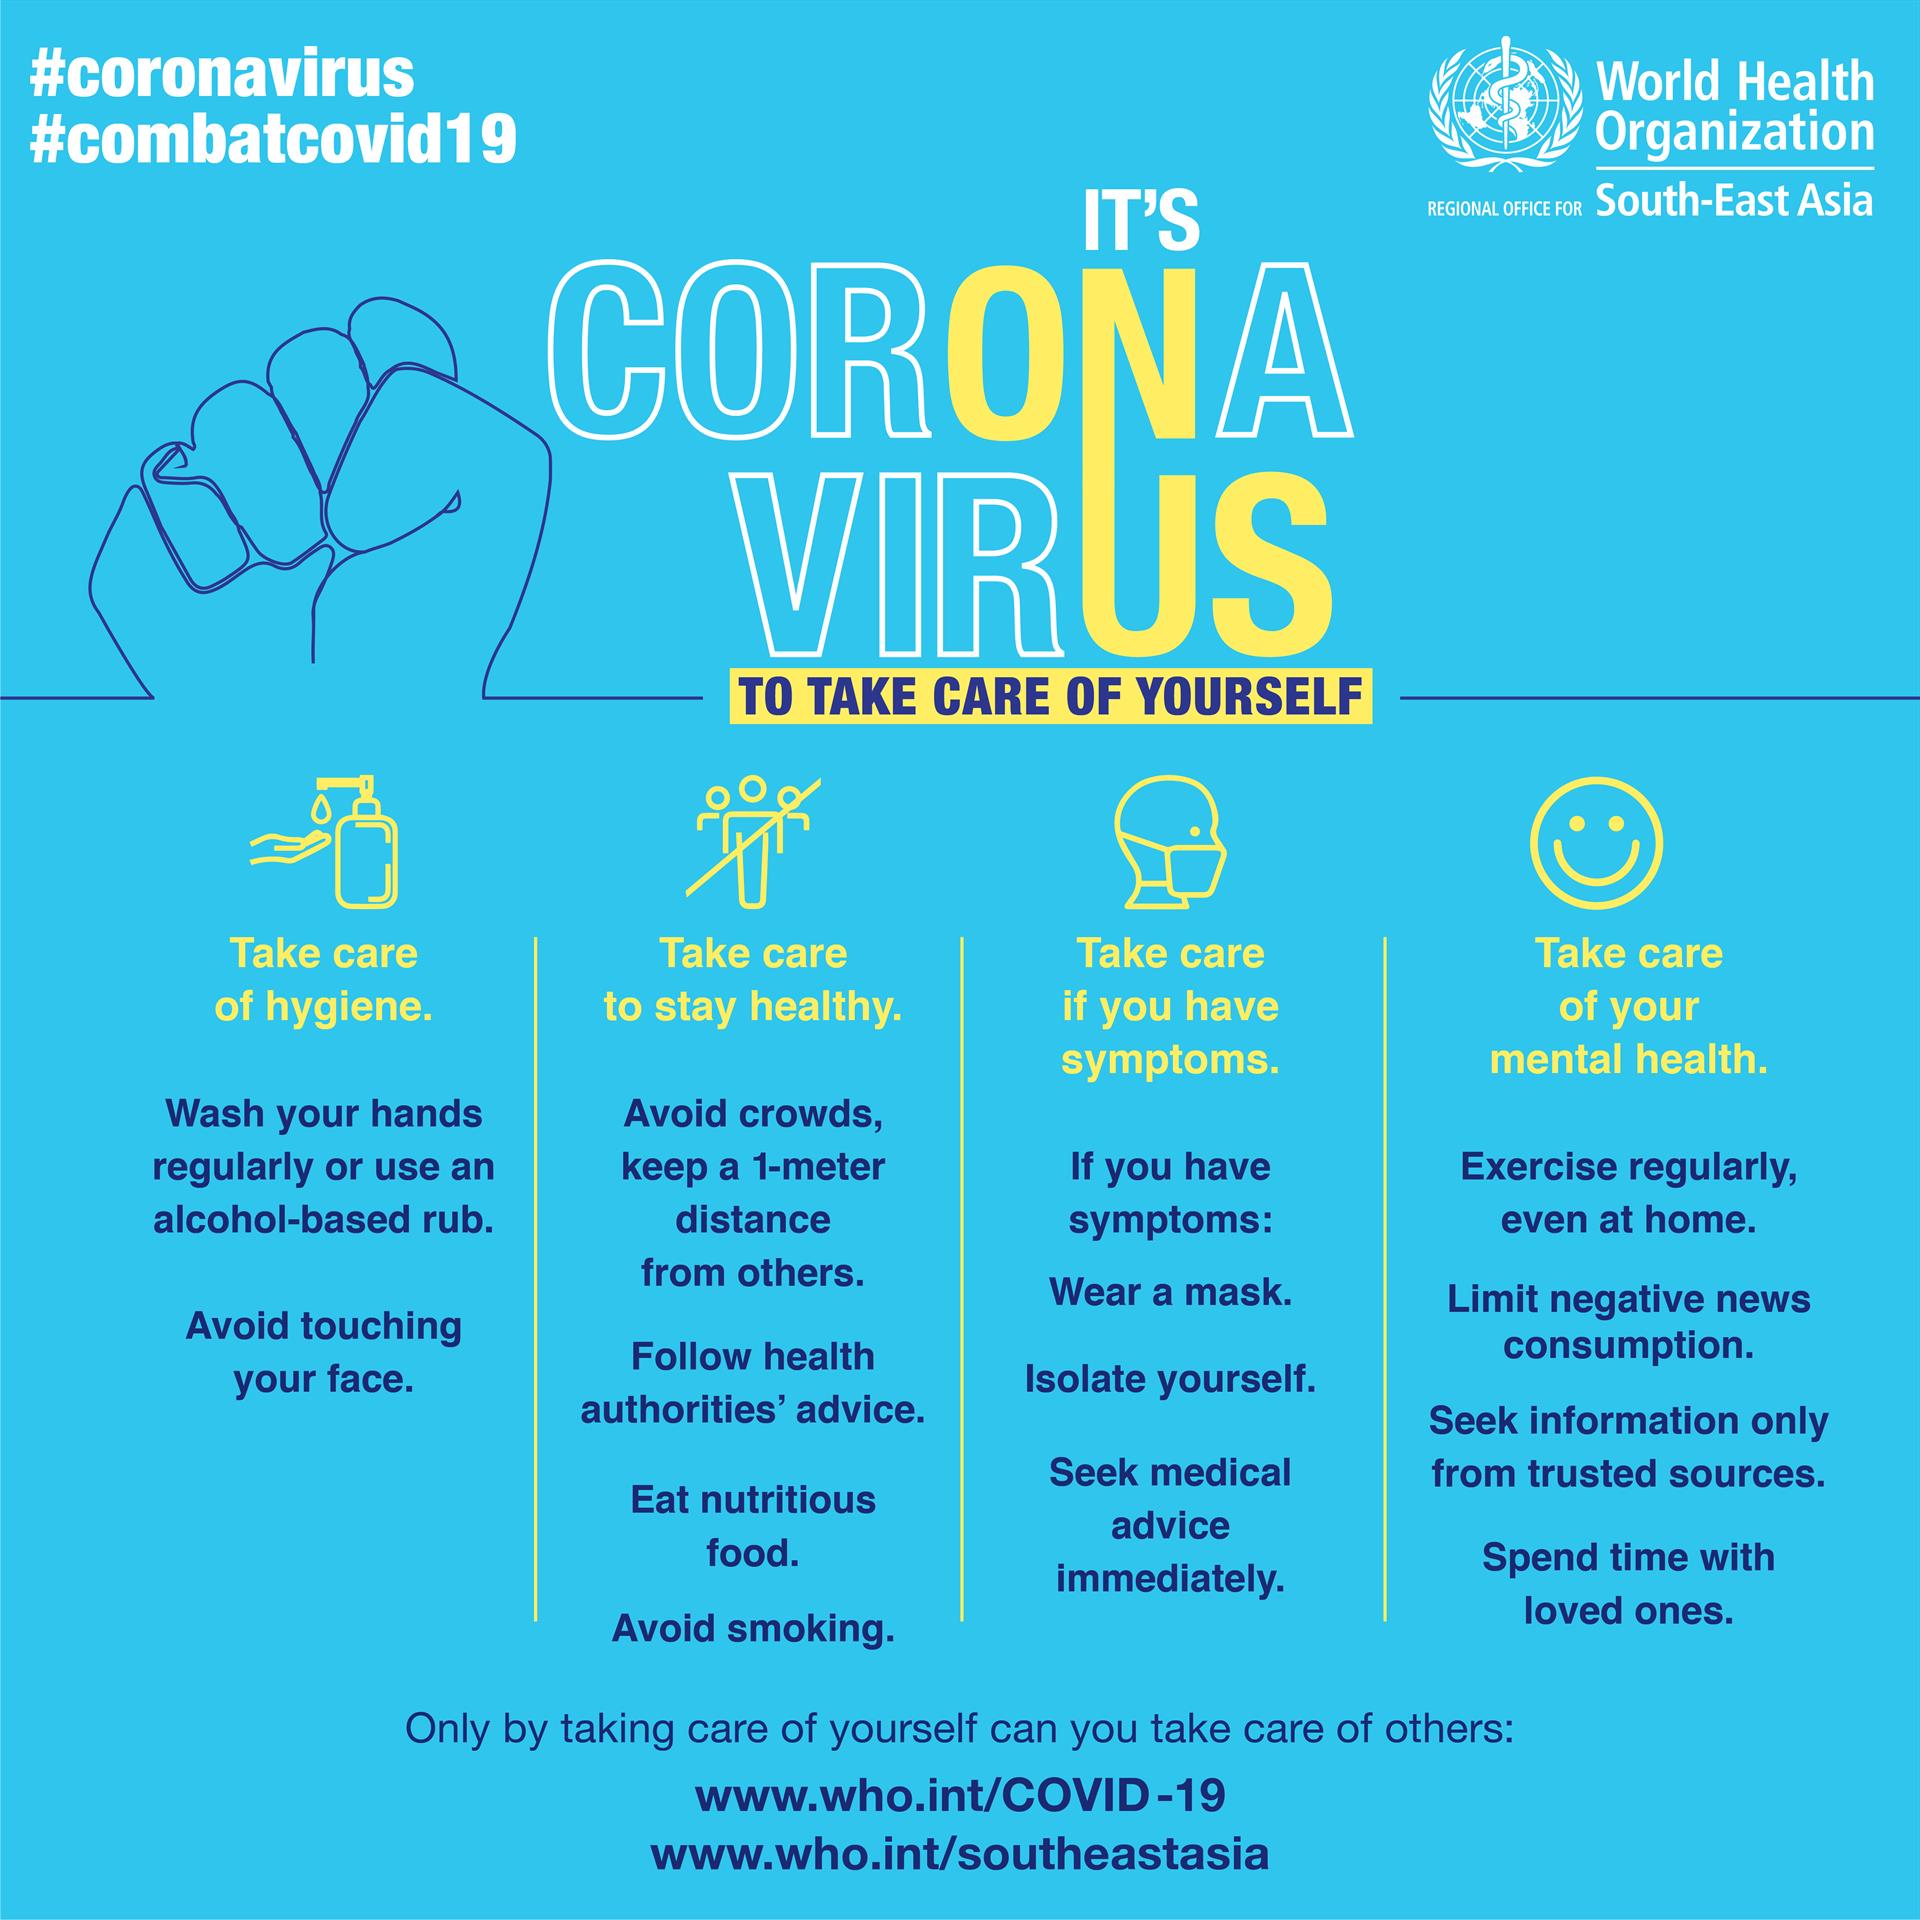 #coronavirus
#combatcovid19
World Health
Organization
REGIONAL OFFICE FOR South-East Asia
IT'S
CORONA
VIRUS
TO TAKE CARE OF YOURSELF
Take care
of hygiene.
Wash your hands
regularly or use an
alcohol-based rub.
Avoid touching
your face.
Take care
to stay healthy.
Avoid crowds,
keep a 1-meter
distance
from others.
Follow health
authorities’ advice.
Eat nutritious
food.
Avoid smoking.
Take care
if you have
symptoms.
If you have
symptoms:
Wear a mask.
Isolate yourself.
Seek medical
advice
immediately.
Take care
of your
mental health.
Exercise regularly,
even at home.
Limit negative news
consumption.
Seek information only
from trusted sources.
Spend time with
loved ones.
Only by taking care of yourself can you take care of others:
www.who.int/COVID-19
www.who.int/southeastasia